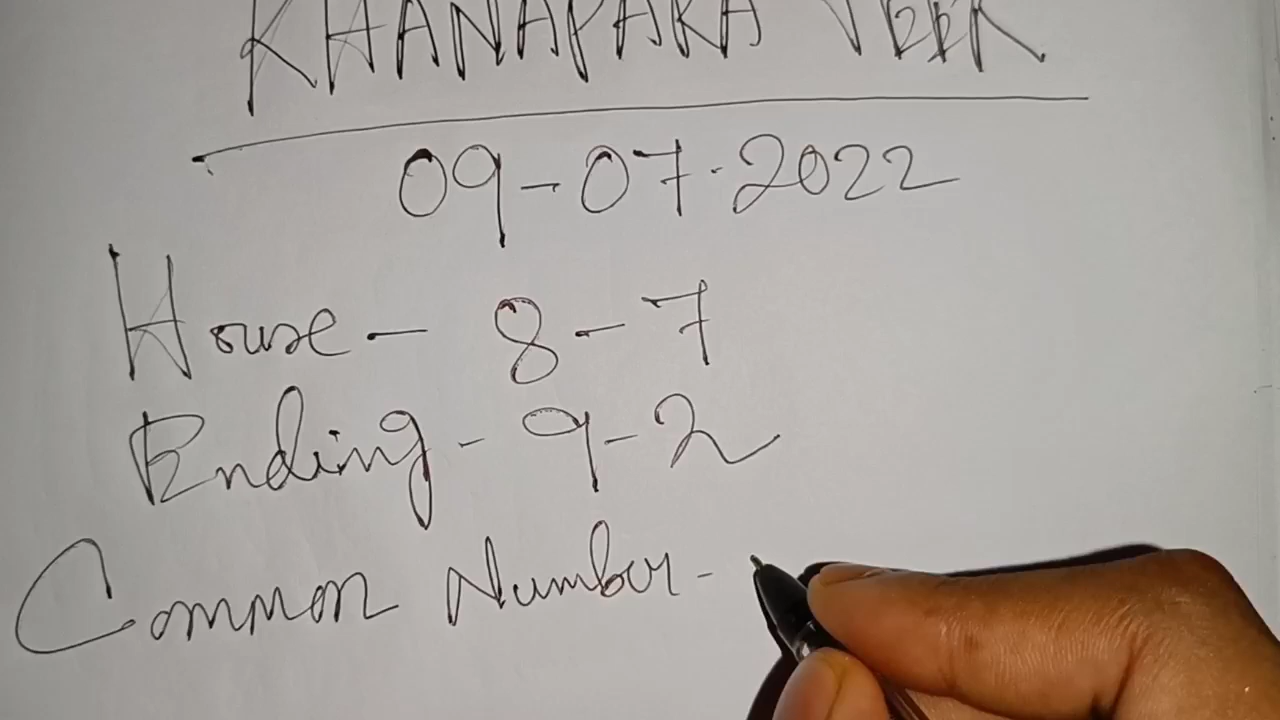 KHANAPARA TEER
09-07-2022
House - 8-7
Ending - 9-2
Common Number -